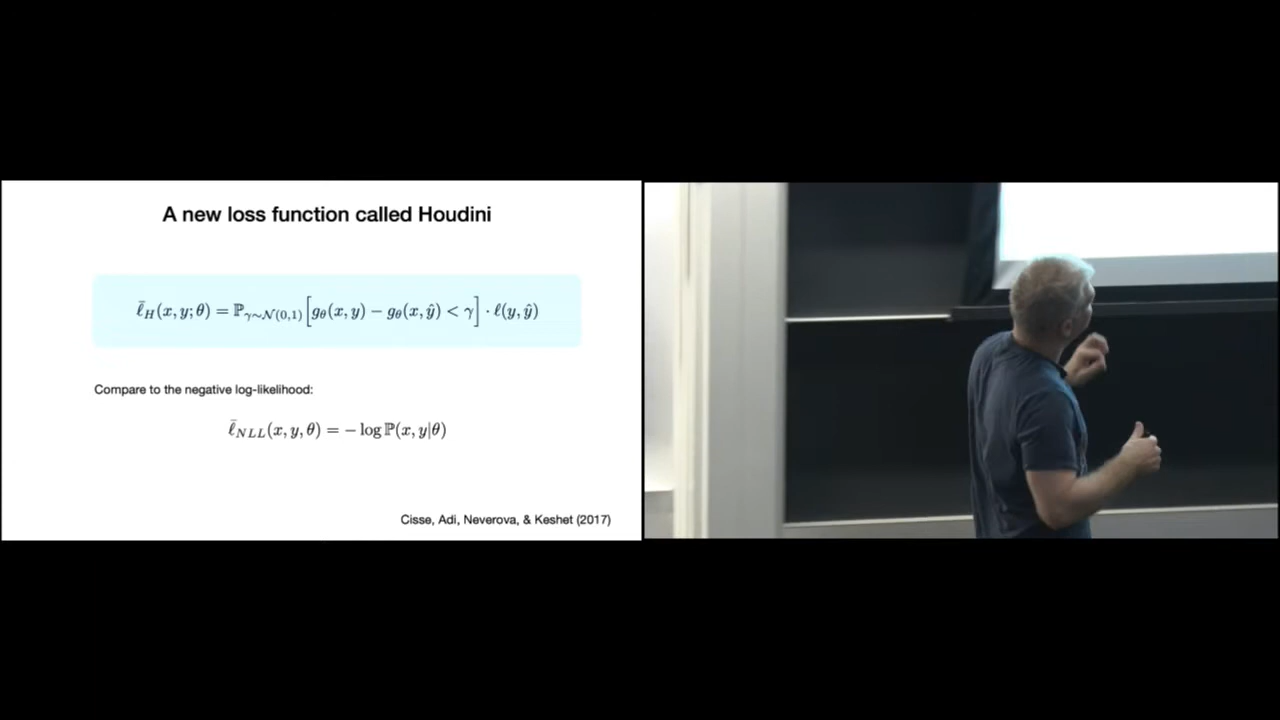 A new loss function called Houdini
ℓ̄_H(x, y; θ) = ℙ_{γ∼𝒩(0,1)} [g_θ(x, y) − g_θ(x, ŷ) < γ] · ℓ(y, ŷ)
Compare to the negative log-likelihood:
ℓ̄_{NLL}(x, y, θ) = − log ℙ(x, y|θ)
Cisse, Adi, Neverova, & Keshet (2017)